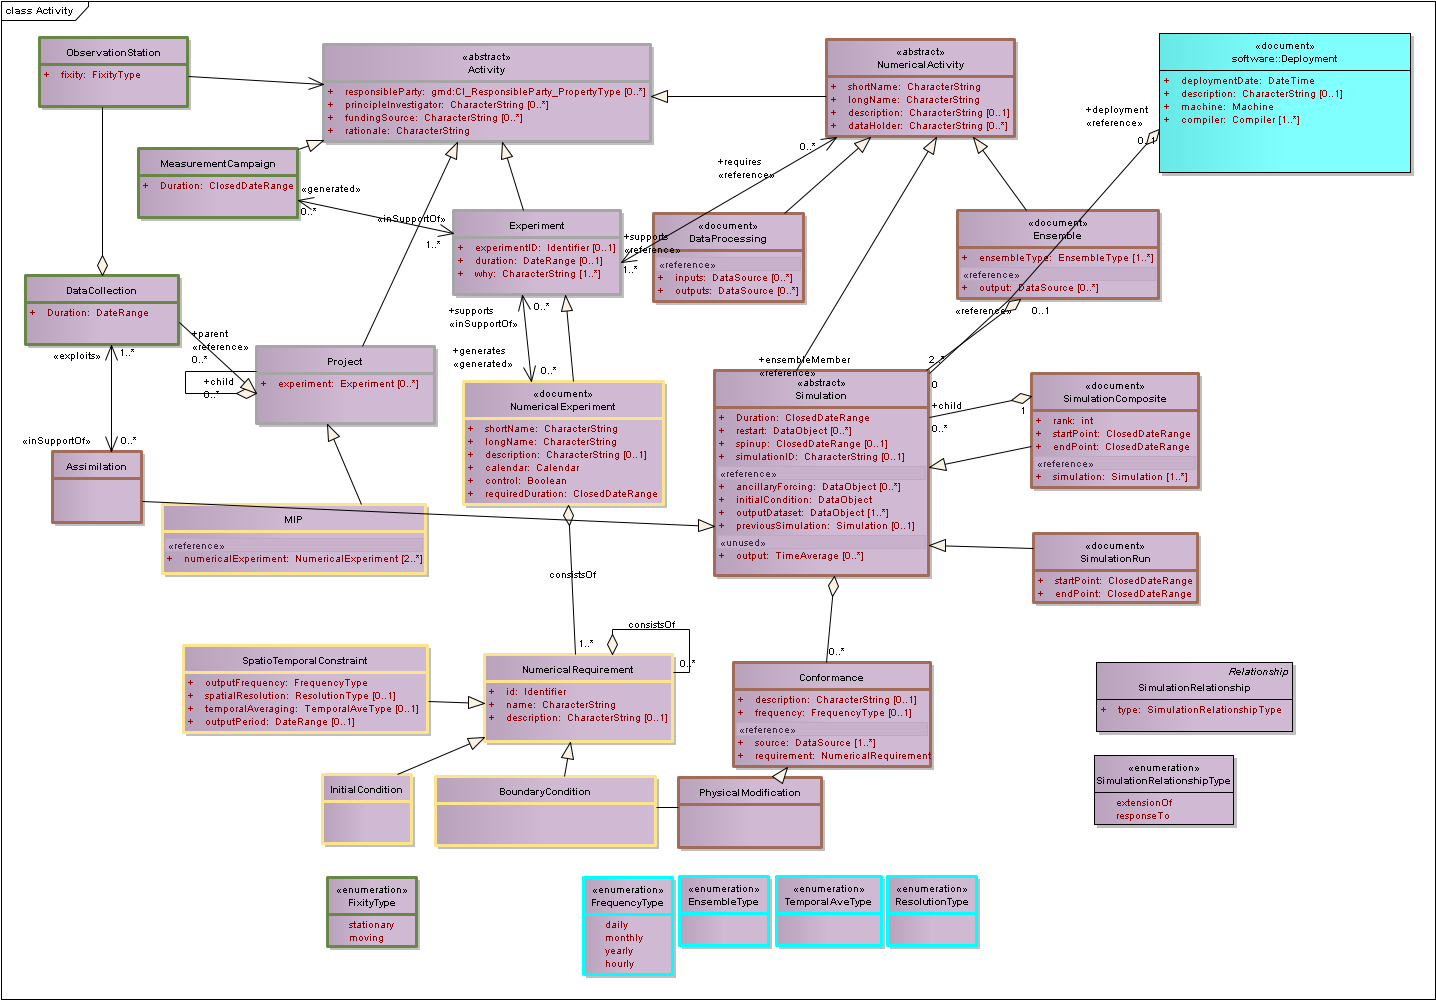 class Activity
ObservationStation
+ fixity: FixityType
«abstract»
Activity
+ responsibleParty: gmd:CI_ResponsibleParty_PropertyType [0..*]
+ principleInvestigator: CharacterString [0..*]
+ fundingSource: CharacterString [0..*]
+ rationale: CharacterString
«abstract»
NumericalActivity
+ shortName: CharacterString
+ longName: CharacterString
+ description: CharacterString [0..1]
+ dataHolder: CharacterString [0..*]
«document»
software::Deployment
+ deploymentDate: DateTime
+ description: CharacterString [0..1]
+ machine: Machine
+ compiler: Compiler [1..*]
+deployment
«reference»
0..1
MeasurementCampaign
+ Duration: ClosedDateRange
«generated»
0..*
«inSupportOf»
1..*
+requires
«reference»
0..*
+supports
«reference»
1..*
Experiment
+ experimentID: Identifier [0..1]
+ duration: DateRange [0..1]
+ why: CharacterString [1..*]
«document»
DataProcessing
«reference»
+ inputs: DataSource [0..*]
+ outputs: DataSource [0..*]
«document»
Ensemble
+ ensembleType: EnsembleType [1..*]
«reference»
+ output: DataSource [0..*]
«reference»
0..1
DataCollection
+ Duration: DateRange
«exploits»
1..*
+parent
«reference»
0..*
+child
0..*
Project
+ experiment: Experiment [0..*]
+supports
«inSupportOf»
0..*
+generates
«generated»
0..*
+ensembleMember
«reference»
2..*
0
«document»
NumericalExperiment
+ shortName: CharacterString
+ longName: CharacterString
+ description: CharacterString [0..1]
+ calendar: Calendar
+ control: Boolean
+ requiredDuration: ClosedDateRange
«abstract»
Simulation
+ Duration: ClosedDateRange
+ restart: DataObject [0..*]
+ spinup: ClosedDateRange [0..1]
+ simulationID: CharacterString [0..1]
«reference»
+ ancillaryForcing: DataObject [0..*]
+ initialCondition: DataObject
+ outputDataset: DataObject [1..*]
+ previousSimulation: Simulation [0..1]
«unused»
+ output: TimeAverage [0..*]
+child
0..*
1
«document»
SimulationComposite
+ rank: int
+ startPoint: ClosedDateRange
+ endPoint: ClosedDateRange
«reference»
+ simulation: Simulation [1..*]
«inSupportOf»
0..*
Assimilation
MIP
«reference»
+ numericalExperiment: NumericalExperiment [2..*]
«document»
SimulationRun
+ startPoint: ClosedDateRange
+ endPoint: ClosedDateRange
consistsOf
1..*
consistsOf
0..*
0..*
SpatioTemporalConstraint
+ outputFrequency: FrequencyType
+ spatialResolution: ResolutionType [0..1]
+ temporalAveraging: TemporalAveType [0..1]
+ outputPeriod: DateRange [0..1]
NumericalRequirement
+ id: Identifier
+ name: CharacterString
+ description: CharacterString [0..1]
Conformance
+ description: CharacterString [0..1]
+ frequency: FrequencyType [0..1]
«reference»
+ source: DataSource [1..*]
+ requirement: NumericalRequirement
Relationship
SimulationRelationship
+ type: SimulationRelationshipType
«enumeration»
SimulationRelationshipType
extensionOf
responseTo
InitialCondition
BoundaryCondition
PhysicalModification
«enumeration»
FixityType
stationary
moving
«enumeration»
FrequencyType
daily
monthly
yearly
hourly
«enumeration»
EnsembleType
«enumeration»
TemporalAveType
«enumeration»
ResolutionType